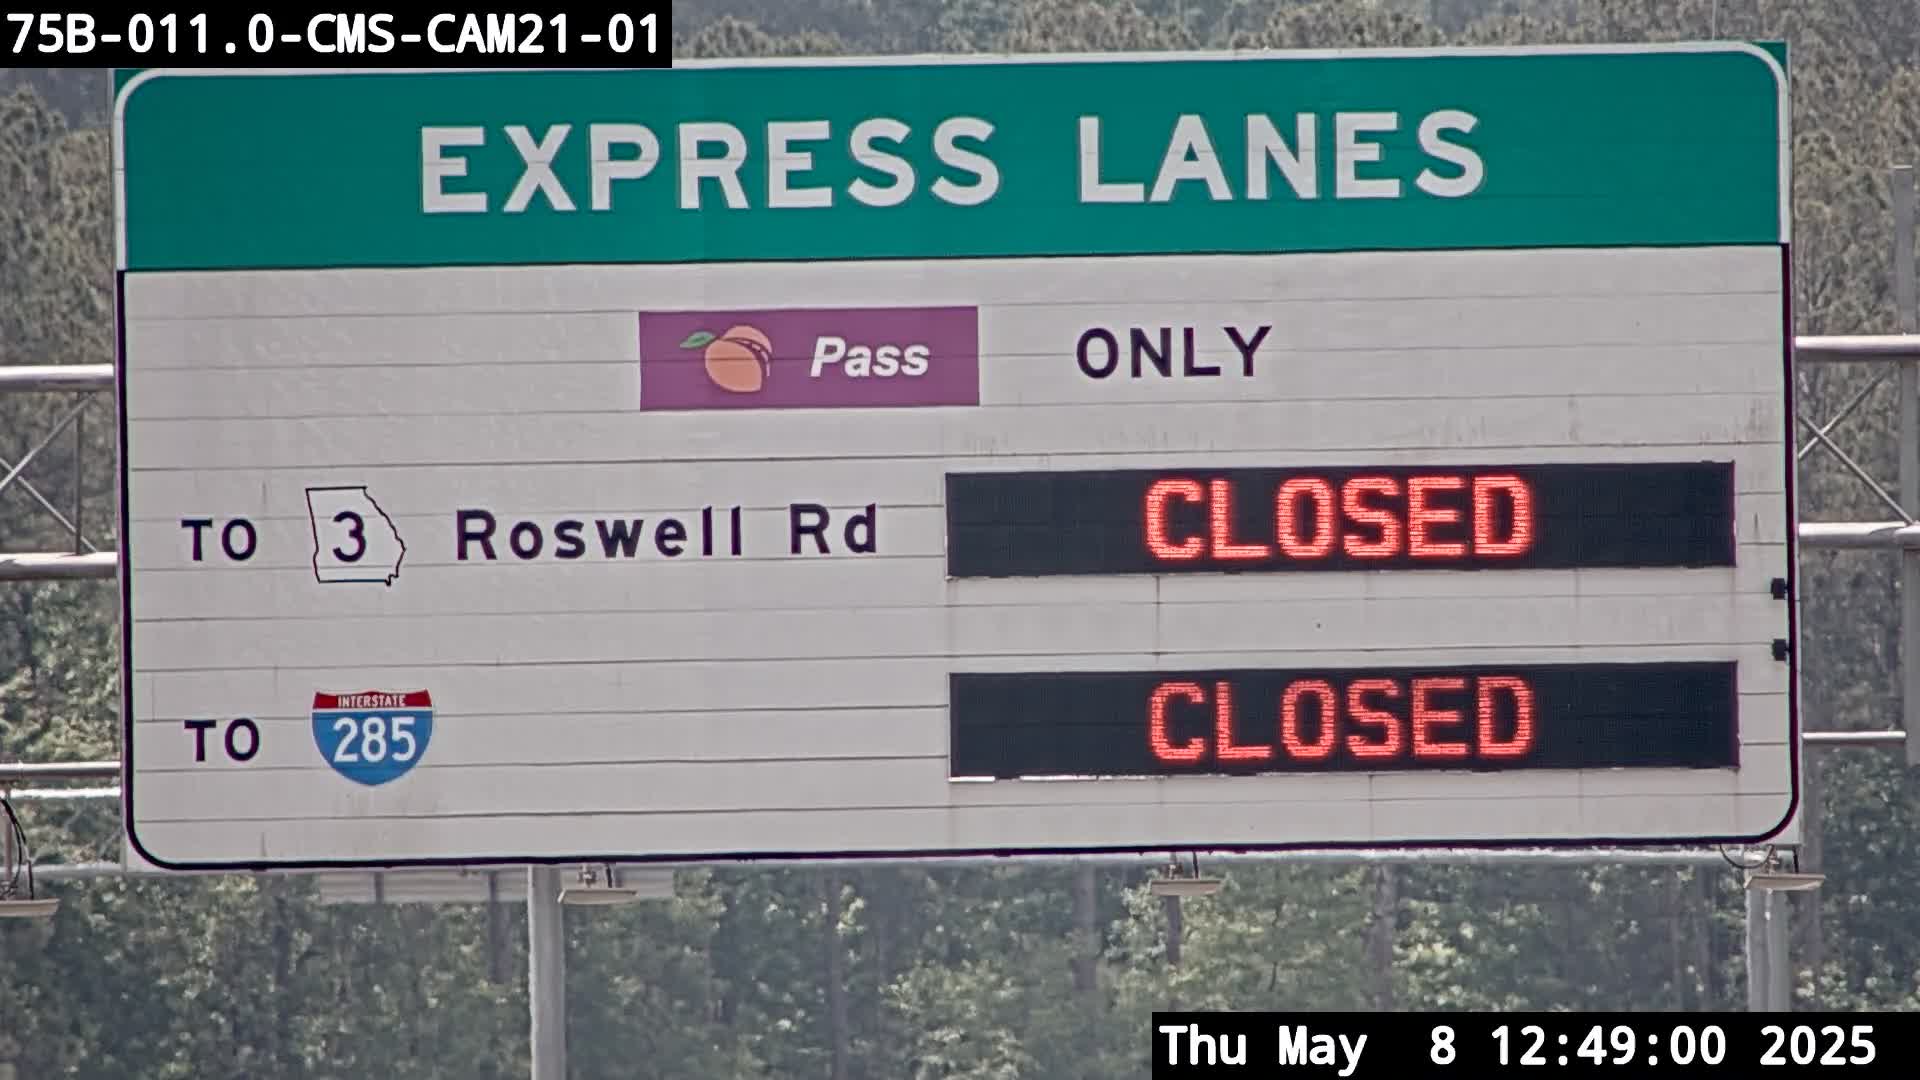 75B-011.0-CMS-CAM21-01
EXPRESS LANES
Pass ONLY
TO 3 Roswell Rd CLOSED
INTERSTATE
TO 285 CLOSED
Thu May 8 12:49:00 2025